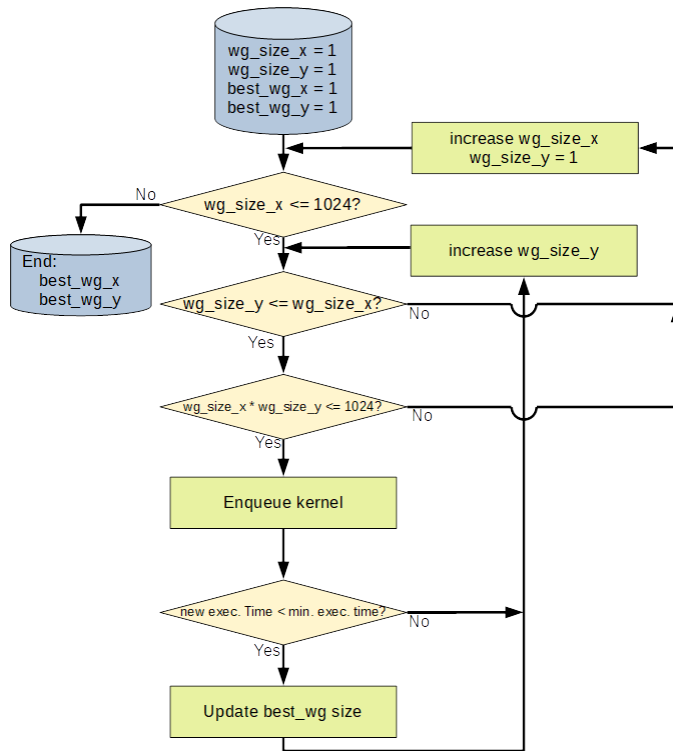 wg_size_x = 1
wg_size_y = 1
best_wg_x = 1
best_wg_y = 1
increase wg_size_x
wg_size_y = 1
No
wg_size_x <= 1024?
Yes
End:
best_wg_x
best_wg_y
increase wg_size_y
wg_size_y <= wg_size_x?
No
Yes
wg_size_x * wg_size_y <= 1024?
No
Yes
Enqueue kernel
new exec. Time < min. exec. time?
No
Yes
Update best_wg size